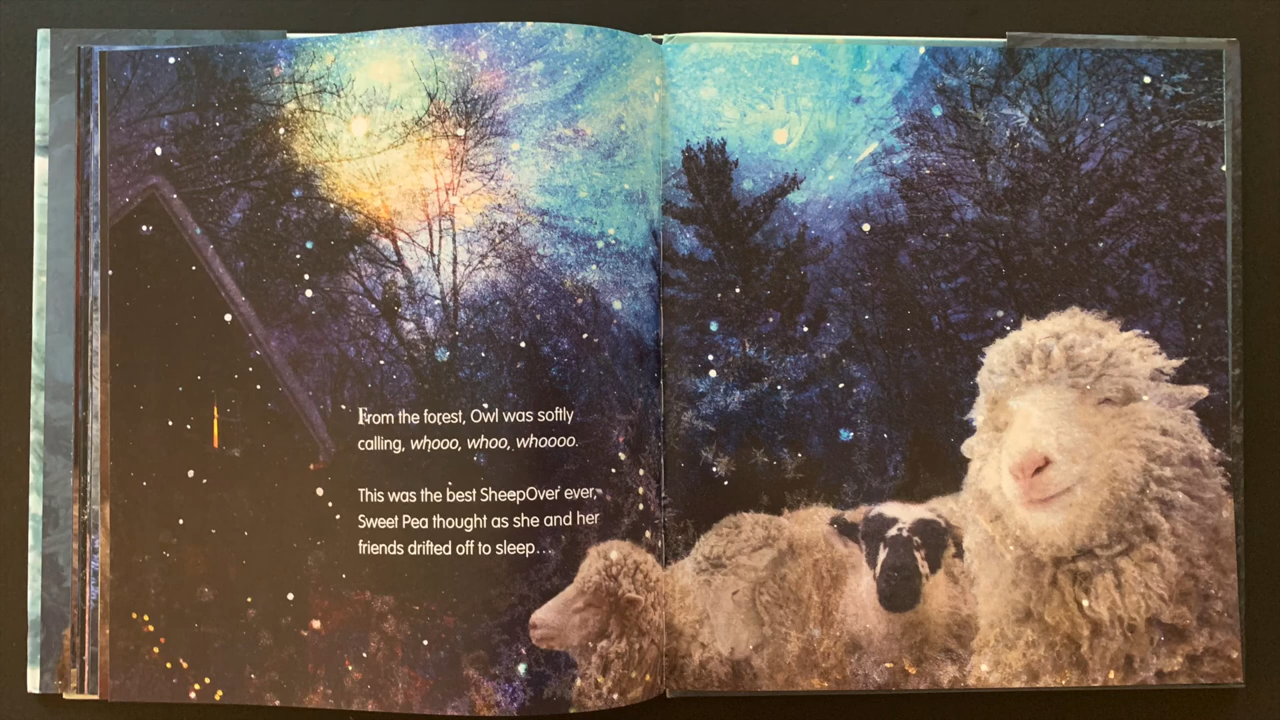 From the forest, Owl was softly
calling, whooo, whoo, whoooo.
This was the best SheepOver ever,
Sweet Pea thought as she and her
friends drifted off to sleep...